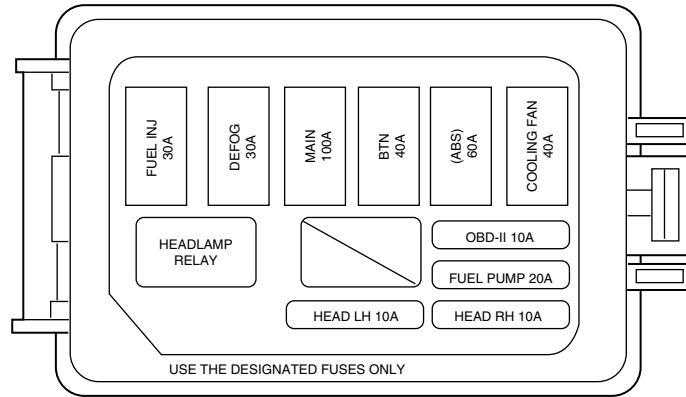 FUEL INJ
30A
DEFOG
30A
MAIN
100A
BTN
40A
(ABS)
60A
COOLING FAN
40A
HEADLAMP
RELAY
OBD-II 10A
FUEL PUMP 20A
HEAD LH 10A
HEAD RH 10A
USE THE DESIGNATED FUSES ONLY